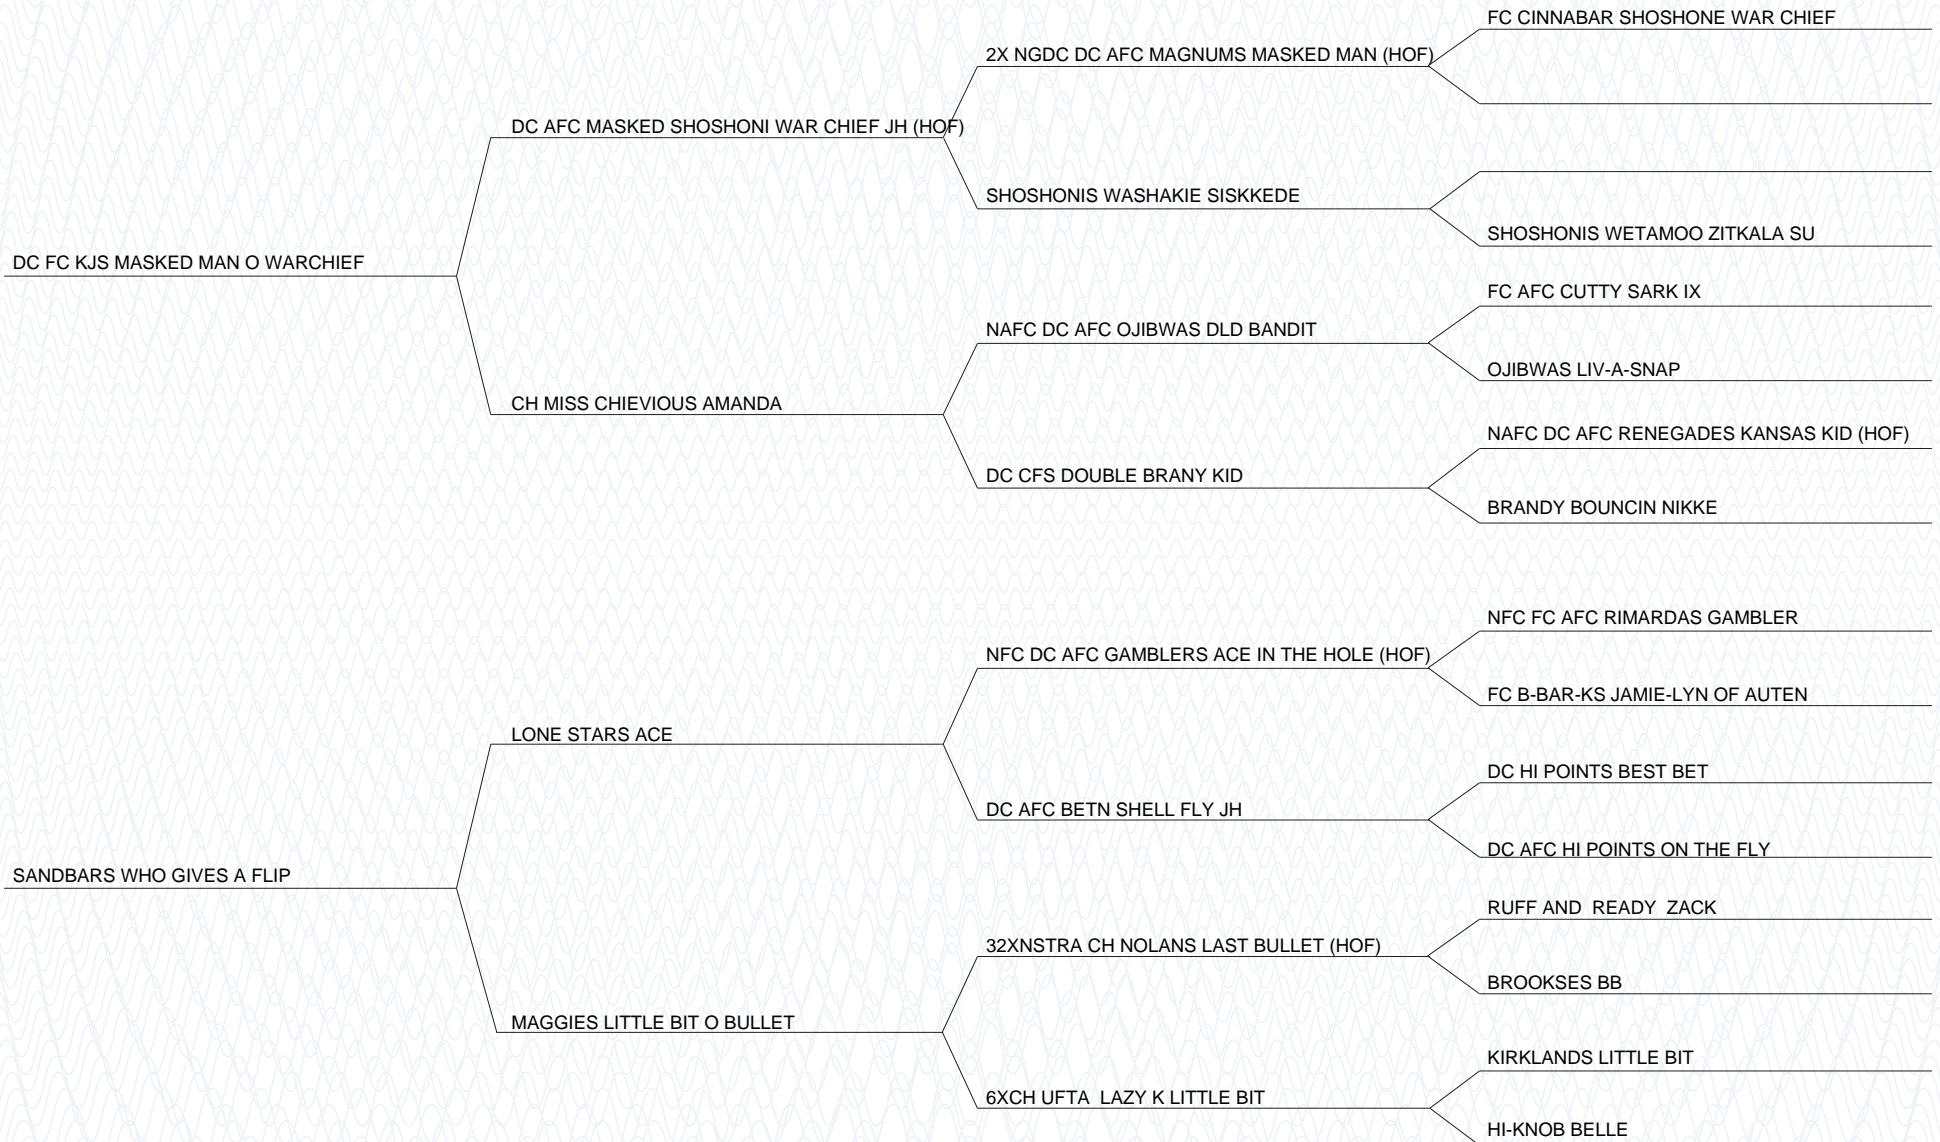 FC CINNABAR SHOSHONE WAR CHIEF
2X NGDC DC AFC MAGNUMS MASKED MAN (HOF)
DC AFC MASKED SHOSHONI WAR CHIEF JH (HOF)
SHOSHONIS WASHAKIE SISKKEDE
SHOSHONIS WETAMOO ZITKALA SU
DC FC KJS MASKED MAN O WARCHIEF
FC AFC CUTTY SARK IX
NAFC DC AFC OJIBWAS DLD BANDIT
OJIBWAS LIV-A-SNAP
CH MISS CHIEVIOUS AMANDA
NAFC DC AFC RENEGADES KANSAS KID (HOF)
DC CFS DOUBLE BRANY KID
BRANDY BOUNCIN NIKKE
NFC FC AFC RIMARDAS GAMBLER
NFC DC AFC GAMBLERS ACE IN THE HOLE (HOF)
FC B-BAR-KS JAMIE-LYN OF AUTEN
LONE STARS ACE
DC HI POINTS BEST BET
DC AFC BETN SHELL FLY JH
DC AFC HI POINTS ON THE FLY
SANDBARS WHO GIVES A FLIP
RUFF AND  READY  ZACK
32XNSTRA CH NOLANS LAST BULLET (HOF)
BROOKSES BB
MAGGIES LITTLE BIT O BULLET
KIRKLANDS LITTLE BIT
6XCH UFTA  LAZY K LITTLE BIT
HI-KNOB BELLE